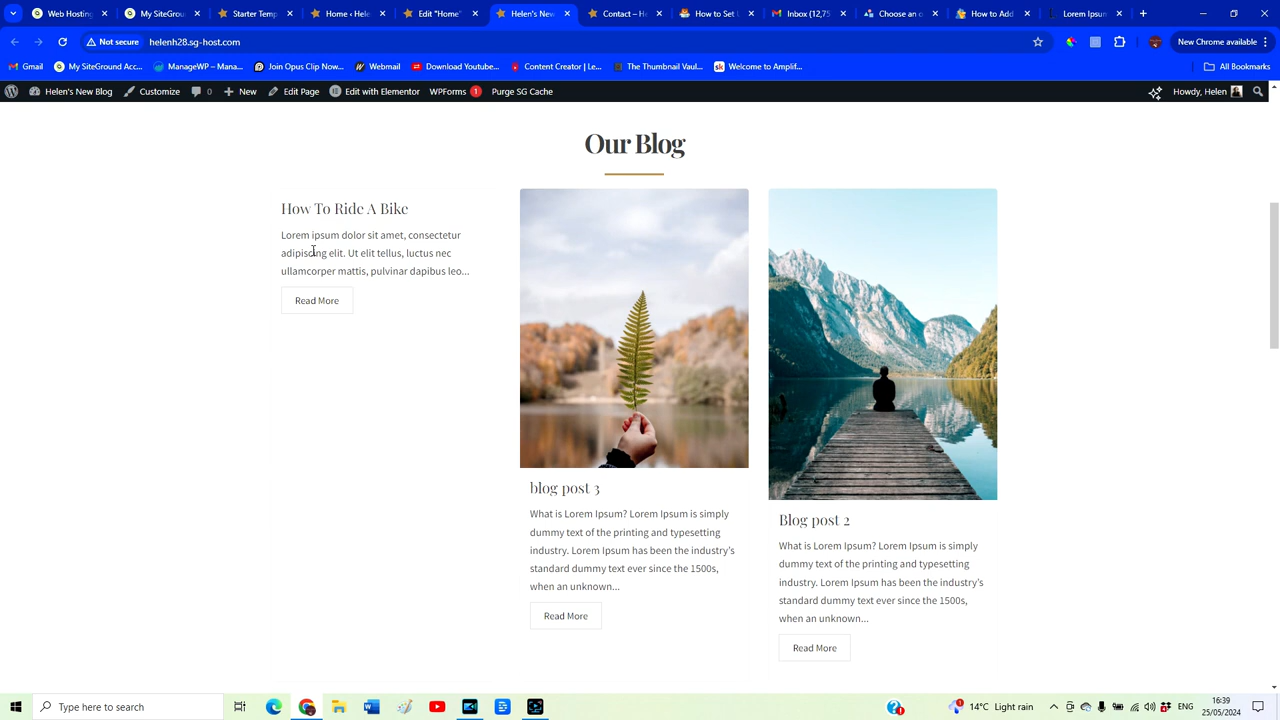 Web Hosting
My SiteGrou
Starter Temp
Home ‹ Hele
Edit "Home"
Helen's New
Contact – He
How to Set U
Inbox (12,75
Choose an o
How to Add
Lorem Ipsum
Not secure
helenh28.sg-host.com
New Chrome available
Gmail
My SiteGround Acc...
ManageWP – Mana...
Join Opus Clip Now...
Webmail
Download Youtube...
Content Creator | Le...
The Thumbnail Vaul...
Welcome to Amplif...
All Bookmarks
Helen's New Blog
Customize
0
New
Edit Page
Edit with Elementor
WPForms 1
Purge SG Cache
Howdy, Helen
Our Blog
How To Ride A Bike
Lorem ipsum dolor sit amet, consectetur
adipiscing elit. Ut elit tellus, luctus nec
ullamcorper mattis, pulvinar dapibus leo...
Read More
blog post 3
What is Lorem Ipsum? Lorem Ipsum is simply
dummy text of the printing and typesetting
industry. Lorem Ipsum has been the industry's
standard dummy text ever since the 1500s,
when an unknown...
Read More
Blog post 2
What is Lorem Ipsum? Lorem Ipsum is simply
dummy text of the printing and typesetting
industry. Lorem Ipsum has been the industry's
standard dummy text ever since the 1500s,
when an unknown...
Read More
Type here to search
14°C Light rain
ENG
16:39
25/05/2024